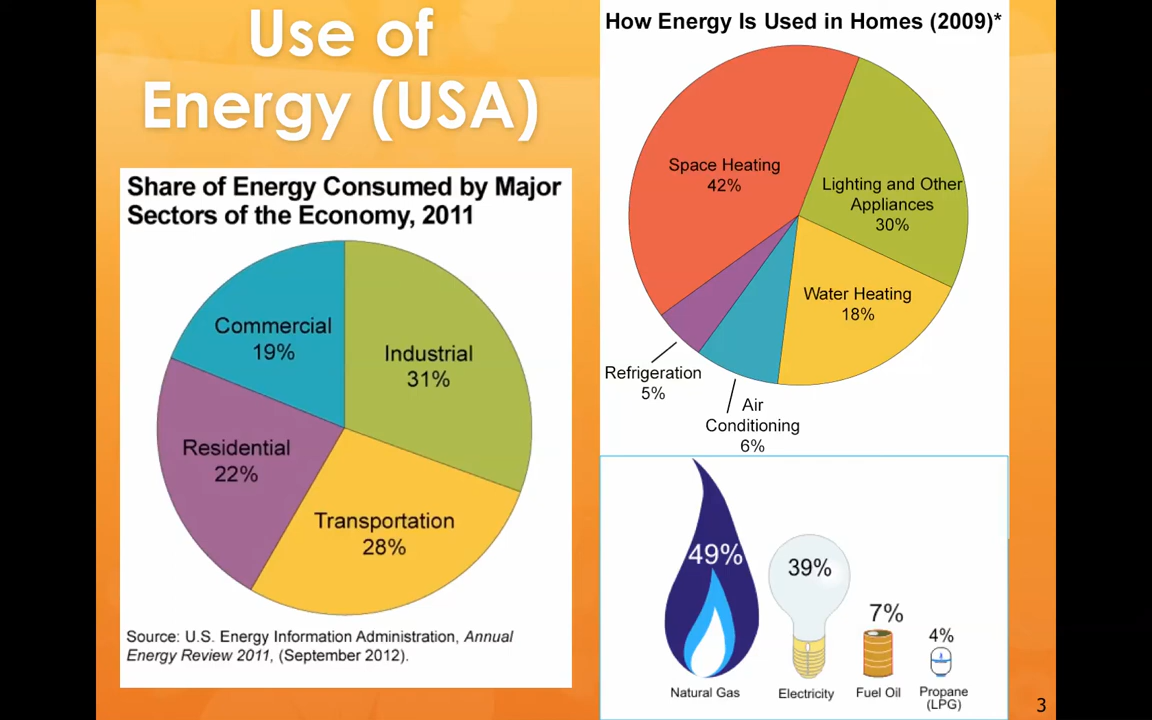 Use of
Energy (USA)
Share of Energy Consumed by Major
Sectors of the Economy, 2011
Commercial
19%
Industrial
31%
Residential
22%
Transportation
28%
Source: U.S. Energy Information Administration, Annual
Energy Review 2011, (September 2012).
How Energy Is Used in Homes (2009)*
Space Heating
42%
Lighting and Other
Appliances
30%
Water Heating
18%
Refrigeration
5%
Air
Conditioning
6%
49%
39%
7%
4%
Natural Gas
Electricity
Fuel Oil
Propane
(LPG)
3